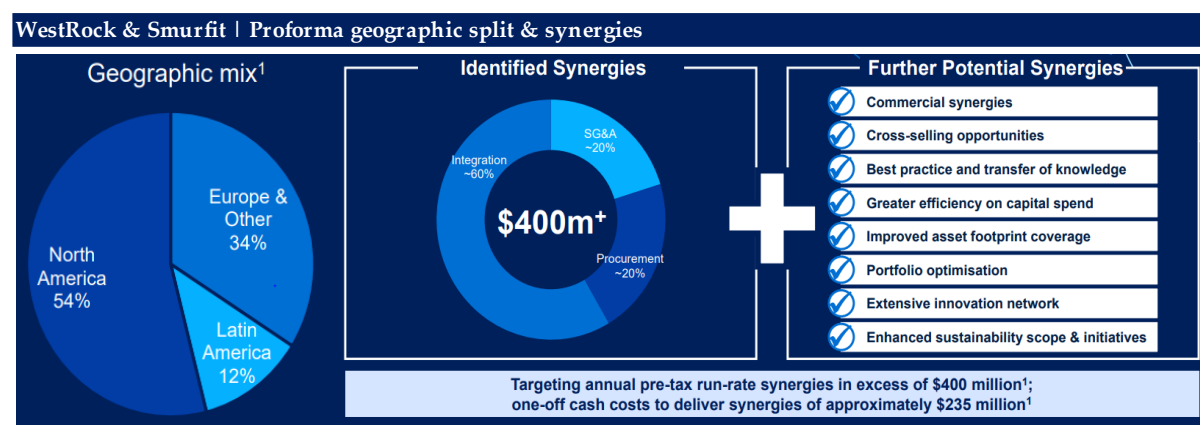 WestRock & Smurfit | Proforma geographic split & synergies
Geographic mix¹
Europe &
Other
34%
North
America
54%
Latin
America
12%
Identified Synergies
SG&A
~20%
Integration
~60%
$400m⁺
Procurement
~20%
Further Potential Synergies
Commercial synergies
Cross-selling opportunities
Best practice and transfer of knowledge
Greater efficiency on capital spend
Improved asset footprint coverage
Portfolio optimisation
Extensive innovation network
Enhanced sustainability scope & initiatives
Targeting annual pre-tax run-rate synergies in excess of $400 million¹;
one-off cash costs to deliver synergies of approximately $235 million¹